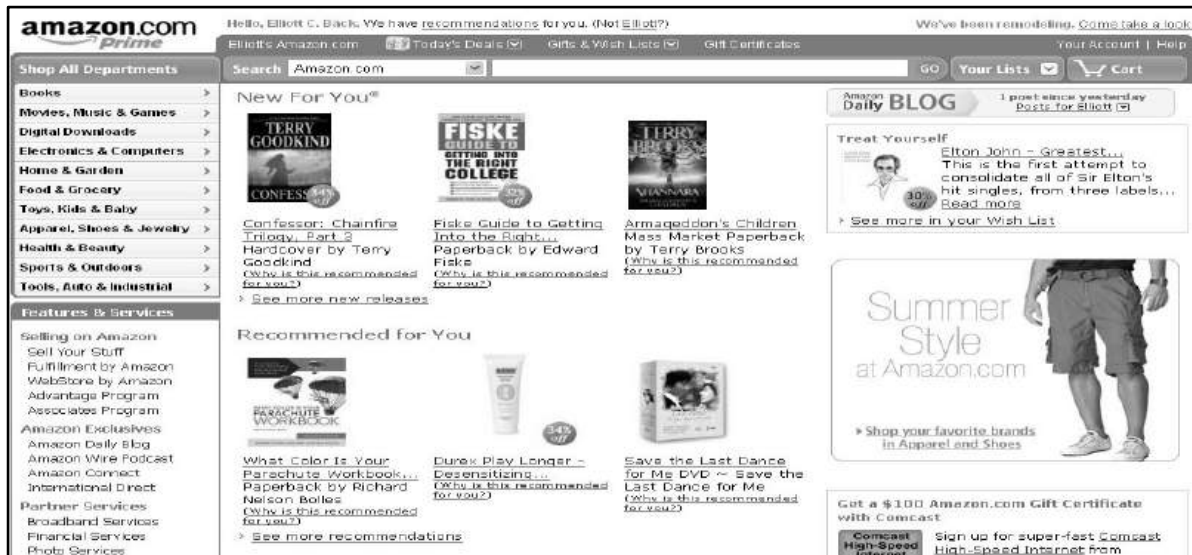 amazon.com
Prime
Hello, Elliott C. Back. We have recommendations for you. (Not Elliott?)
We've been remodeling. Come take a look
Elliott's Amazon.com Today's Deals Gifts & Wish Lists Gift Certificates
Your Account | Help
Shop All Departments
Search Amazon.com GO Your Lists Cart
Books
Movies, Music & Games
Digital Downloads
Electronics & Computers
Home & Garden
Food & Grocery
Toys, Kids & Baby
Apparel, Shoes & Jewelry
Health & Beauty
Sports & Outdoors
Tools, Auto & Industrial
Features & Services
Selling on Amazon
Sell Your Stuff
Fulfillment by Amazon
WebStore by Amazon
Advantage Program
Associates Program
Amazon Exclusives
Amazon Daily Blog
Amazon Wire Podcast
Amazon Connect
International Direct
Partner Services
Broadband Services
Financial Services
Photo Services
New For You®
TERRY
GOODKIND
CONFESSOR
34%
off
Confessor: Chainfire
Trilogy, Part 3
Hardcover by Terry
Goodkind
(Why is this recommended
for you?)
FISKE
GUIDE TO
GETTING INTO
THE RIGHT
COLLEGE
32%
off
Fiske Guide to Getting
Into the Right...
Paperback by Edward
Fiske
(Why is this recommended
for you?)
TERRY
BROOKS
SHANNARA
Armageddon's Children
Mass Market Paperback
by Terry Brooks
(Why is this recommended
for you?)
> See more new releases
Recommended for You
PARACHUTE
WORKBOOK
What Color Is Your
Parachute Workbook...
Paperback by Richard
Nelson Bolles
(Why is this recommended
for you?)
34%
off
Durex Play Longer -
Desensitizing...
(Why is this recommended
for you?)
Save the Last Dance
for Me DVD ~ Save the
Last Dance for Me
(Why is this recommended
for you?)
> See more recommendations
Amazon
Daily BLOG
1 post since yesterday
Posts for Elliott
Treat Yourself
30%
off
Elton John - Greatest...
This is the first attempt to
consolidate all of Sir Elton's
hit singles, from three labels...
Read more
> See more in your Wish List
Summer
Style
at Amazon.com
Shop your favorite brands
in Apparel and Shoes
Get a $100 Amazon.com Gift Certificate
with Comcast
Comcast
High-Speed
Internet
Sign up for super-fast Comcast
High-Speed Internet from